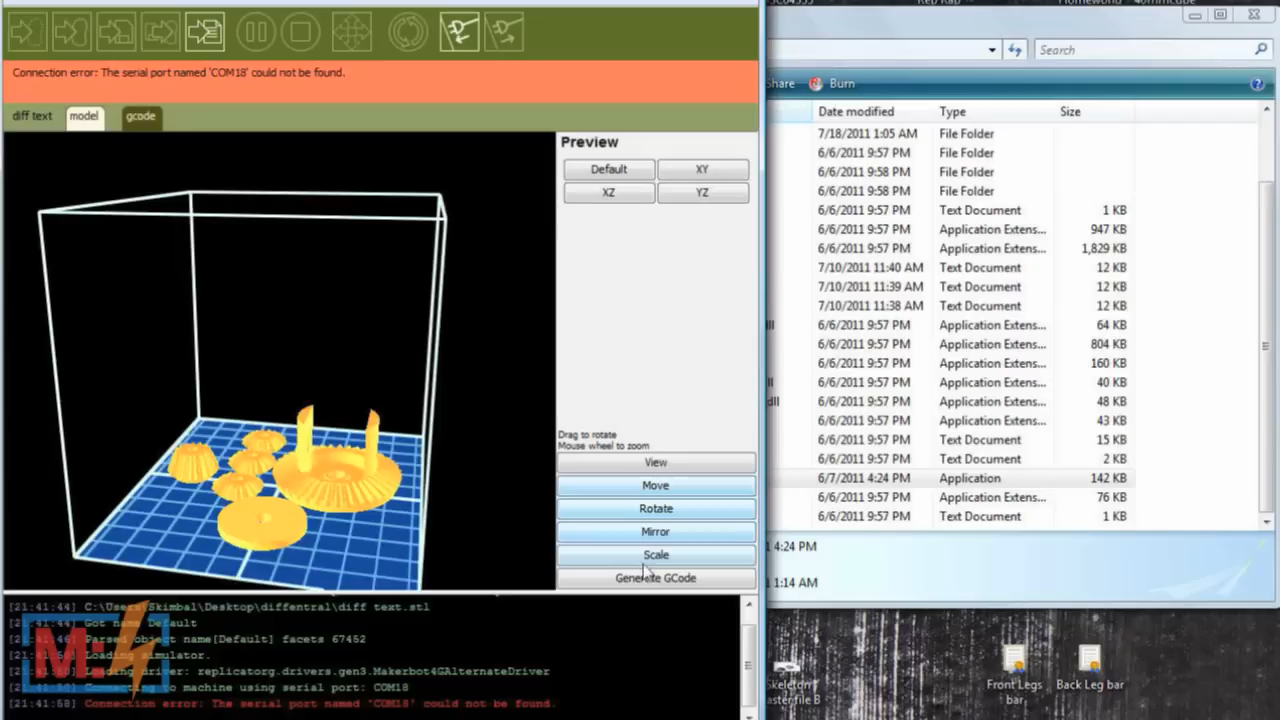 Connection error: The serial port named 'COM18' could not be found.
diff text
model
gcode
Preview
Default
XY
XZ
YZ
Drag to rotate
Mouse wheel to zoom
View
Move
Rotate
Mirror
Scale
Generate GCode
[21:41:44] C:\Users\Skimbal\Desktop\diffentral\diff text.stl
[21:41:44] Got name Default
[21:41:46] Parsed object name[Default] facets 67452
Loading simulator.
Loading driver: replicatorg.drivers.gen3.Makerbot4GAlternateDriver
Connecting to machine using serial port: COM18
[21:41:58] Connection error: The serial port named 'COM18' could not be found.
Search
Share
Burn
Date modified Type Size
7/18/2011 1:05 AM File Folder
6/6/2011 9:57 PM File Folder
6/6/2011 9:58 PM File Folder
6/6/2011 9:58 PM File Folder
6/6/2011 9:57 PM Text Document 1 KB
6/6/2011 9:57 PM Application Extens... 947 KB
6/6/2011 9:57 PM Application Extens... 1,829 KB
7/10/2011 11:40 AM Text Document 12 KB
7/10/2011 11:39 AM Text Document 12 KB
7/10/2011 11:38 AM Text Document 12 KB
6/6/2011 9:57 PM Application Extens... 64 KB
6/6/2011 9:57 PM Application Extens... 804 KB
6/6/2011 9:57 PM Application Extens... 160 KB
6/6/2011 9:57 PM Application Extens... 40 KB
6/6/2011 9:57 PM Application Extens... 48 KB
6/6/2011 9:57 PM Application Extens... 43 KB
6/6/2011 9:57 PM Text Document 15 KB
6/6/2011 9:57 PM Text Document 2 KB
6/7/2011 4:24 PM Application 142 KB
6/6/2011 9:57 PM Application Extens... 76 KB
6/6/2011 9:57 PM Text Document 1 KB
4:24 PM
1:14 AM
Front Legs
bar
Back Leg bar